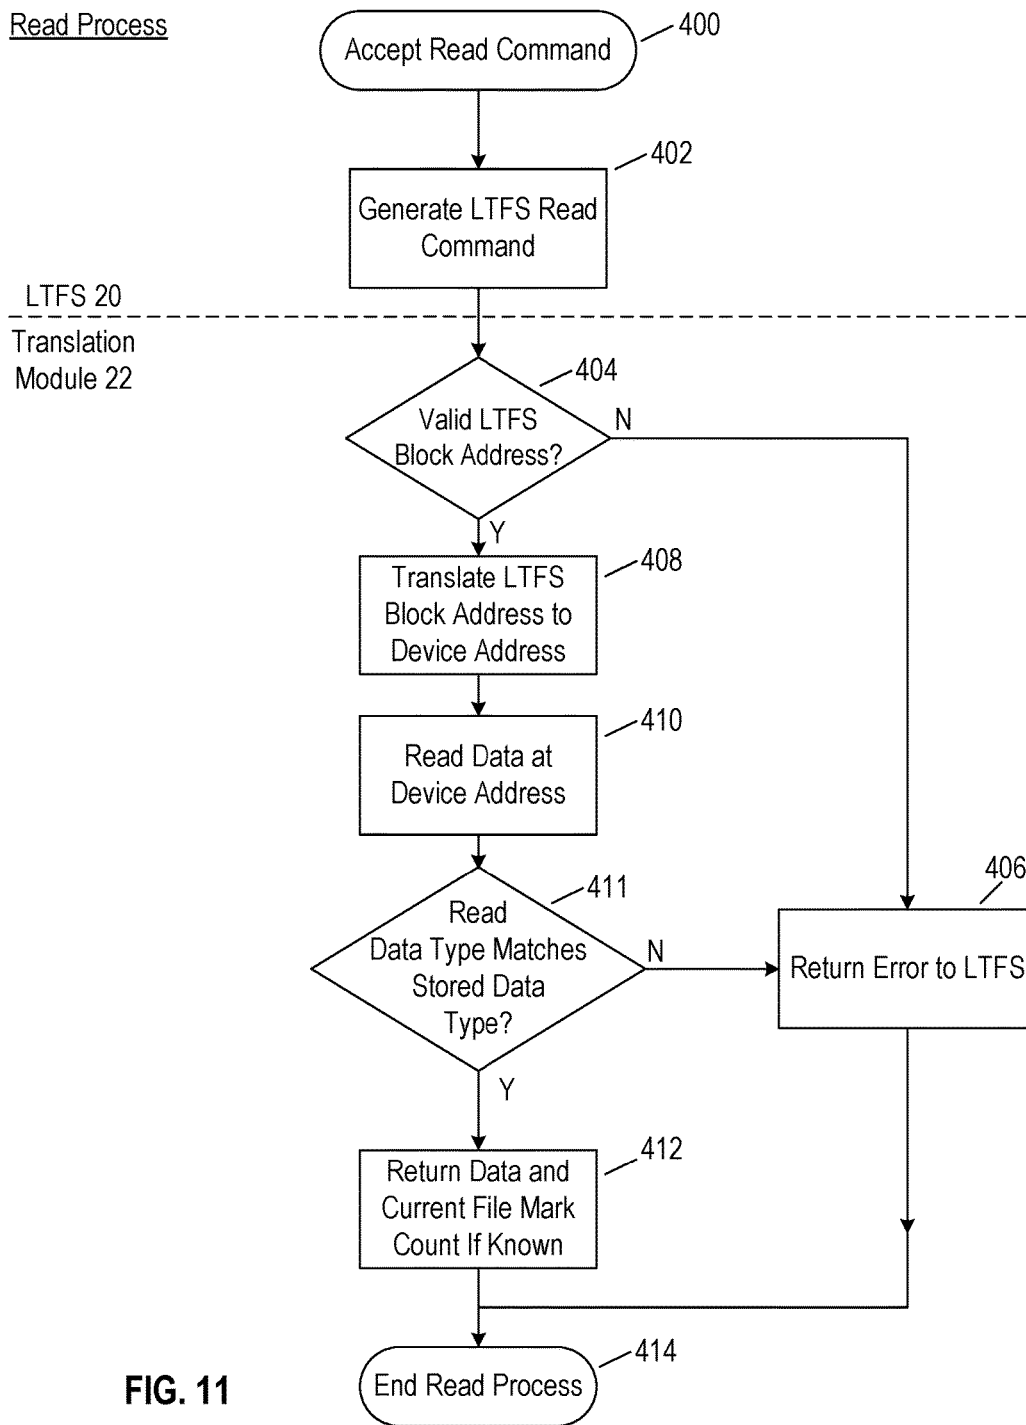 Read Process
Accept Read Command
400
402
Generate LTFS Read
Command
LTFS 20
Translation
Module 22
404
Valid LTFS
Block Address?
N
Y
408
Translate LTFS
Block Address to
Device Address
410
Read Data at
Device Address
406
411
Read
Data Type Matches
Stored Data
Type?
N
Return Error to LTFS
Y
412
Return Data and
Current File Mark
Count If Known
414
End Read Process
FIG. 11